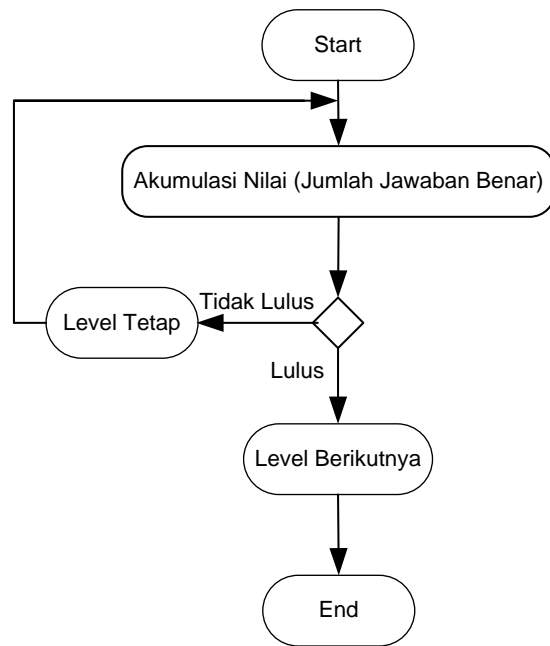 Start
Akumulasi Nilai (Jumlah Jawaban Benar)
Tidak Lulus
Level Tetap
Lulus
Level Berikutnya
End